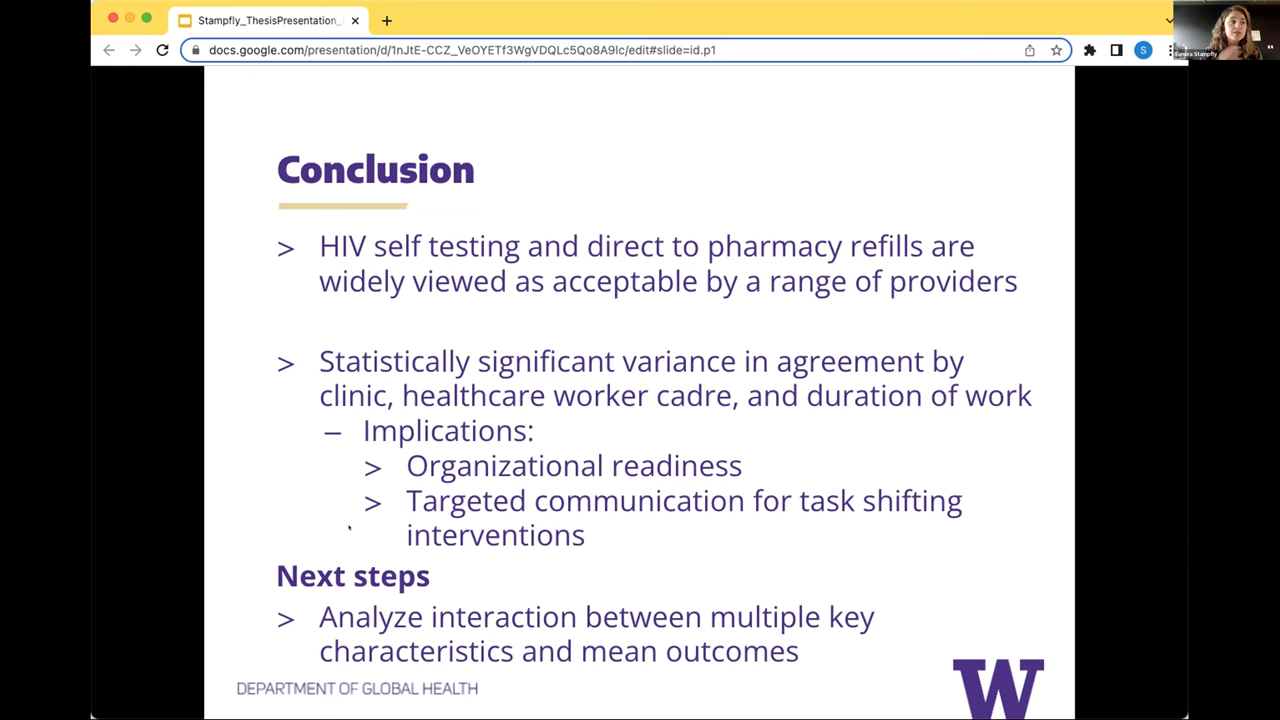 Stampfly_ThesisPresentation_
docs.google.com/presentation/d/1nJtE-CCZ_VeOYETf3WgVDQLc5Qo8A9Ic/edit#slide=id.p1
S
Sandra Stampfly
Conclusion
> HIV self testing and direct to pharmacy refills are
widely viewed as acceptable by a range of providers
> Statistically significant variance in agreement by
clinic, healthcare worker cadre, and duration of work
– Implications:
> Organizational readiness
> Targeted communication for task shifting
interventions
Next steps
> Analyze interaction between multiple key
characteristics and mean outcomes
DEPARTMENT OF GLOBAL HEALTH
W